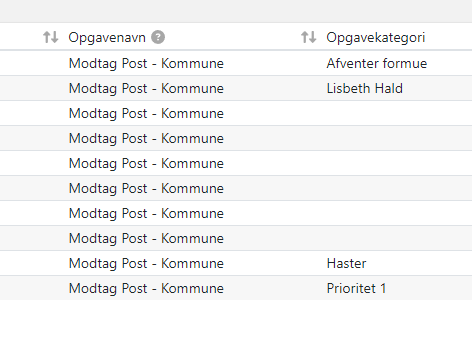 Opgavenavn ? Opgavekategori
Modtag Post - Kommune Afventer formue
Modtag Post - Kommune Lisbeth Hald
Modtag Post - Kommune
Modtag Post - Kommune
Modtag Post - Kommune
Modtag Post - Kommune
Modtag Post - Kommune
Modtag Post - Kommune
Modtag Post - Kommune Haster
Modtag Post - Kommune Prioritet 1